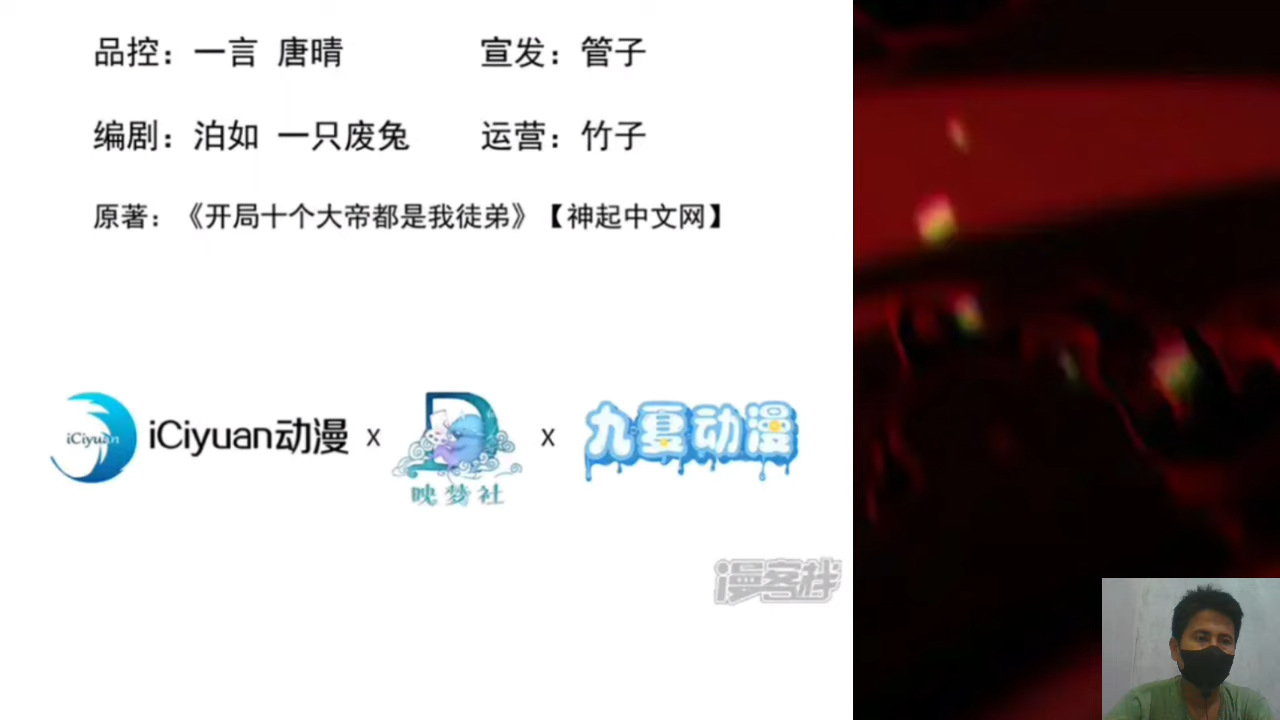 品控：一言 唐晴 宣发：管子
编剧：泊如 一只废兔 运营：竹子
原著：《开局十个大帝都是我徒弟》【神起中文网】
iCiyuan iCiyuan动漫 x D 映梦社 x 九夏动漫
漫客栈